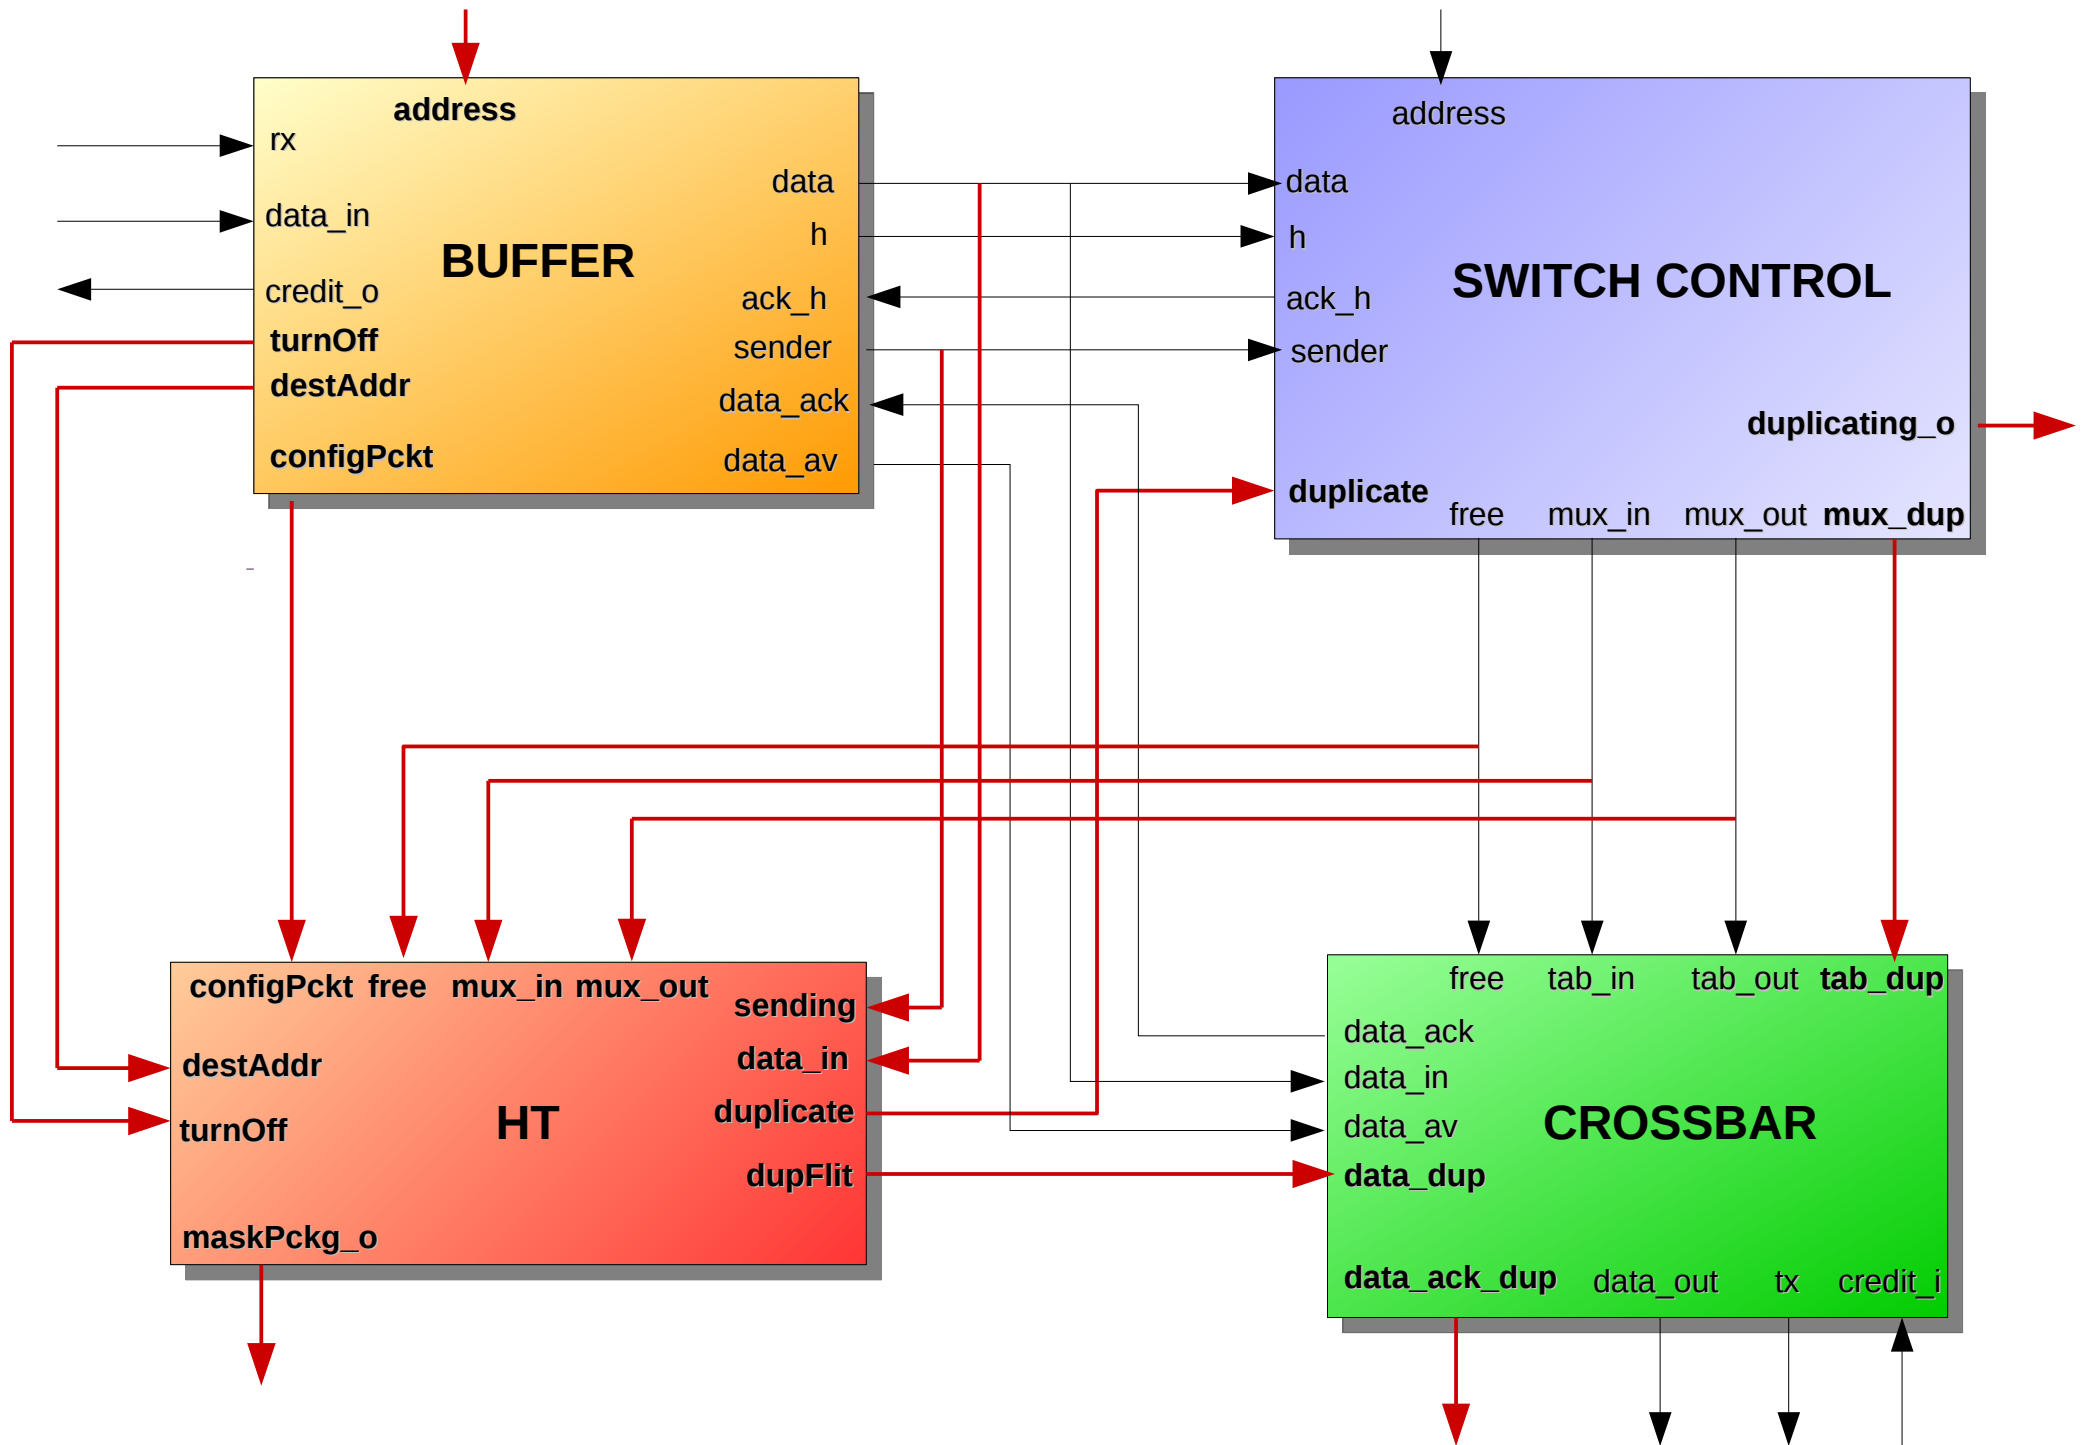 address
rx
data_in
BUFFER
credit_o
turnOff
destAddr
configPckt
data
h
ack_h
sender
data_ack
data_av
address
data
h
SWITCH CONTROL
ack_h
sender
duplicating_o
duplicate
free mux_in mux_out mux_dup
configPckt free mux_in mux_out
sending
destAddr
data_in
turnOff
HT
duplicate
dupFlit
maskPckg_o
free tab_in tab_out tab_dup
data_ack
data_in
data_av
CROSSBAR
data_dup
data_ack_dup data_out tx credit_i